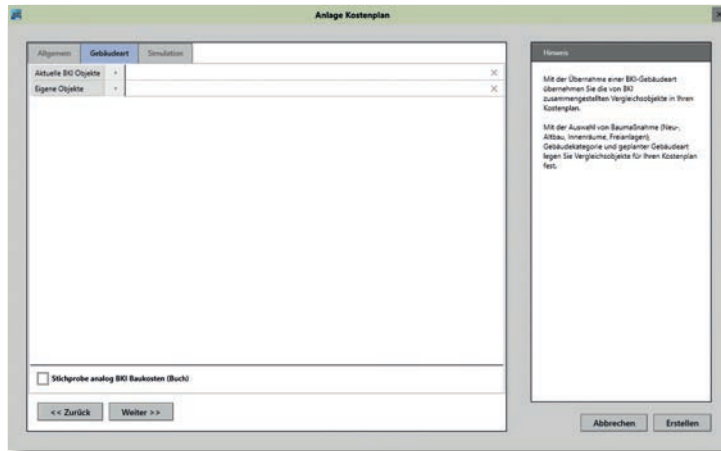 Anlage Kostenplan
Allgemein Gebäudeart Simulation
Aktuelle BKI Objekte
Eigene Objekte
Stichprobe analog BKI Baukosten (Buch)
<< Zurück Weiter >>
Hinweis
Mit der Übernahme einer BKI-Gebäudeart
übernehmen Sie die von BKI
zusammengestellten Vergleichsobjekte in Ihren
Kostenplan.
Mit der Auswahl von Baumaßnahme (Neu-,
Altbau, Innenräume, Freianlagen),
Gebäudekategorie und geplanter Gebäudeart
legen Sie Vergleichsobjekte für Ihren Kostenplan
fest.
Abbrechen Erstellen